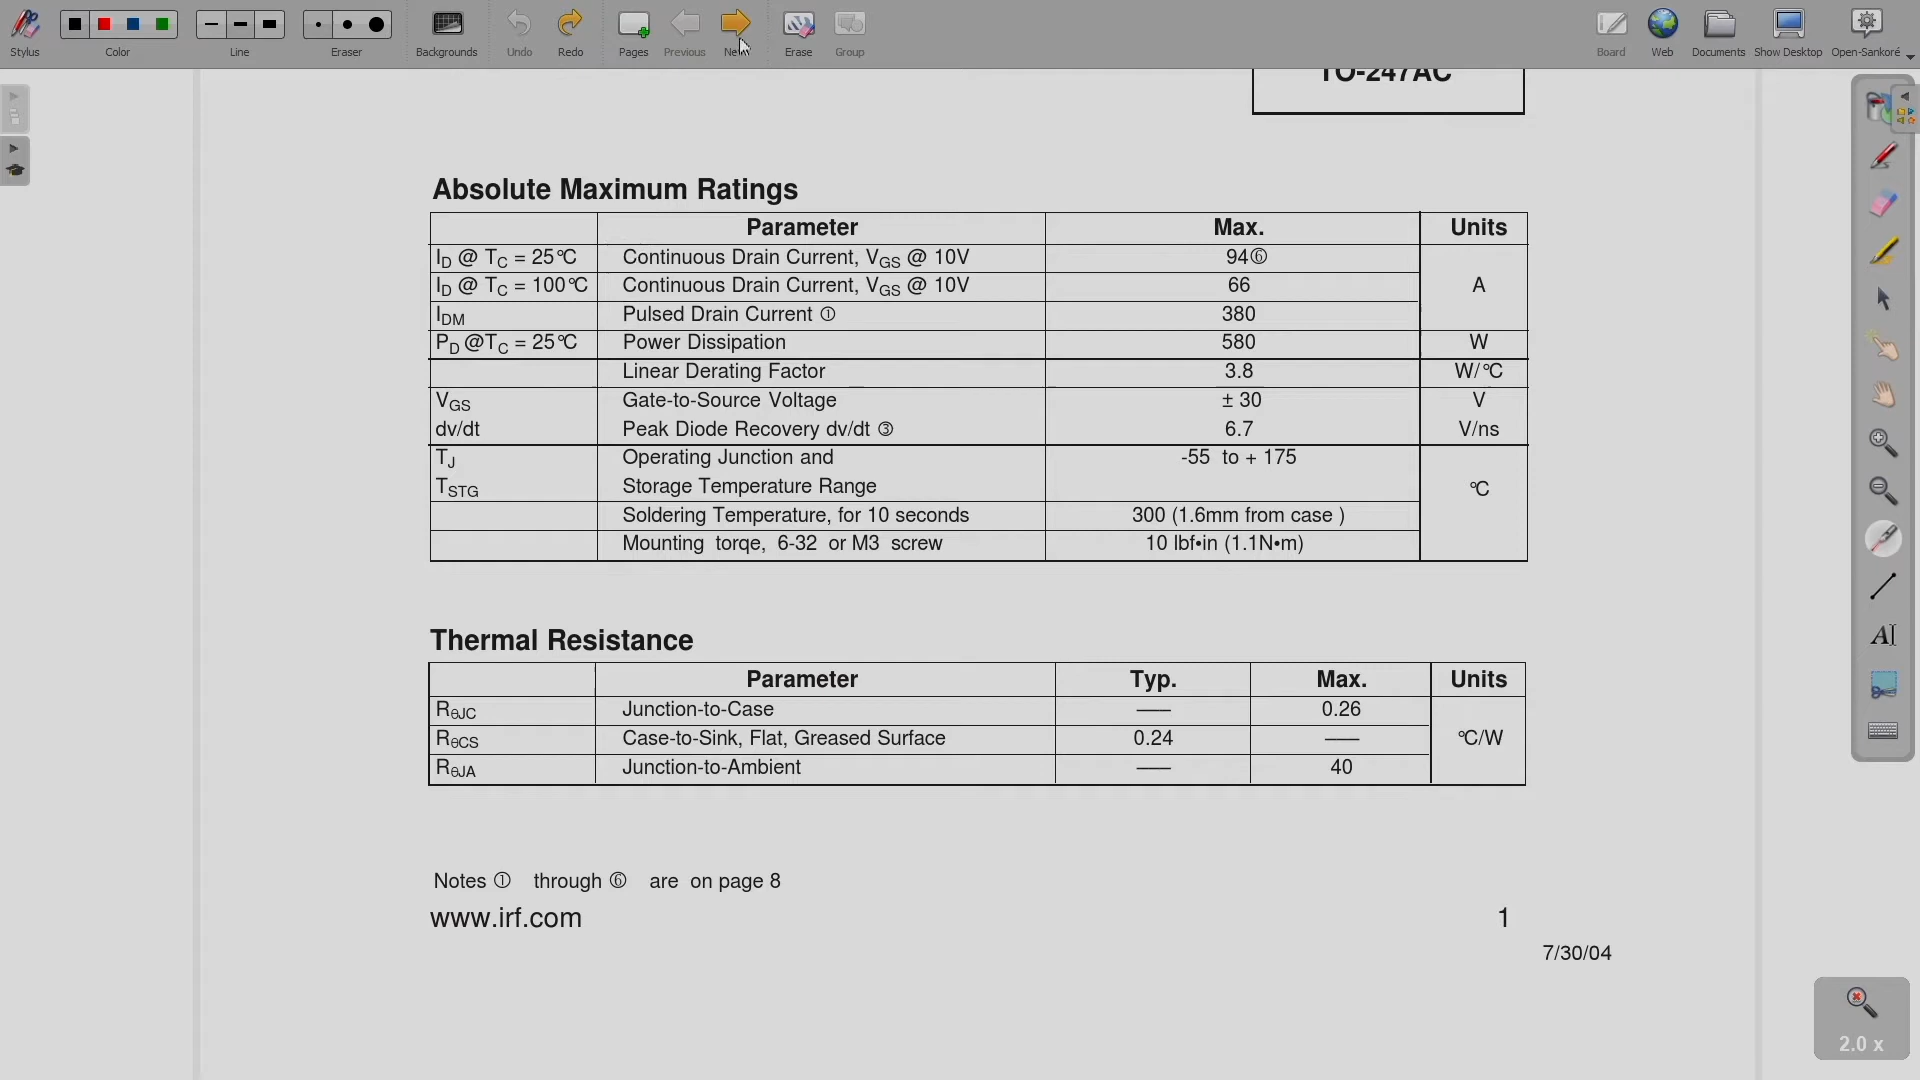 Stylus
Color
Line
Eraser
Backgrounds
Undo
Redo
Pages
Previous
Erase
Group
Board
Web
Documents
Show Desktop
Open-Sankoré
TO-247AC
Absolute Maximum Ratings
Parameter Max. Units
ID @ TC = 25°C Continuous Drain Current, VGS @ 10V 94⑥
ID @ TC = 100°C Continuous Drain Current, VGS @ 10V 66 A
IDM Pulsed Drain Current ① 380
PD @TC = 25°C Power Dissipation 580 W
Linear Derating Factor 3.8 W/°C
VGS Gate-to-Source Voltage ± 30 V
dv/dt Peak Diode Recovery dv/dt ③ 6.7 V/ns
TJ Operating Junction and -55 to + 175
TSTG Storage Temperature Range °C
Soldering Temperature, for 10 seconds 300 (1.6mm from case )
Mounting torqe, 6-32 or M3 screw 10 lbf•in (1.1N•m)
Thermal Resistance
Parameter Typ. Max. Units
RθJC Junction-to-Case –– 0.26
RθCS Case-to-Sink, Flat, Greased Surface 0.24 –– °C/W
RθJA Junction-to-Ambient –– 40
Notes ① through ⑥ are on page 8
www.irf.com 1
7/30/04
AI
2.0 x